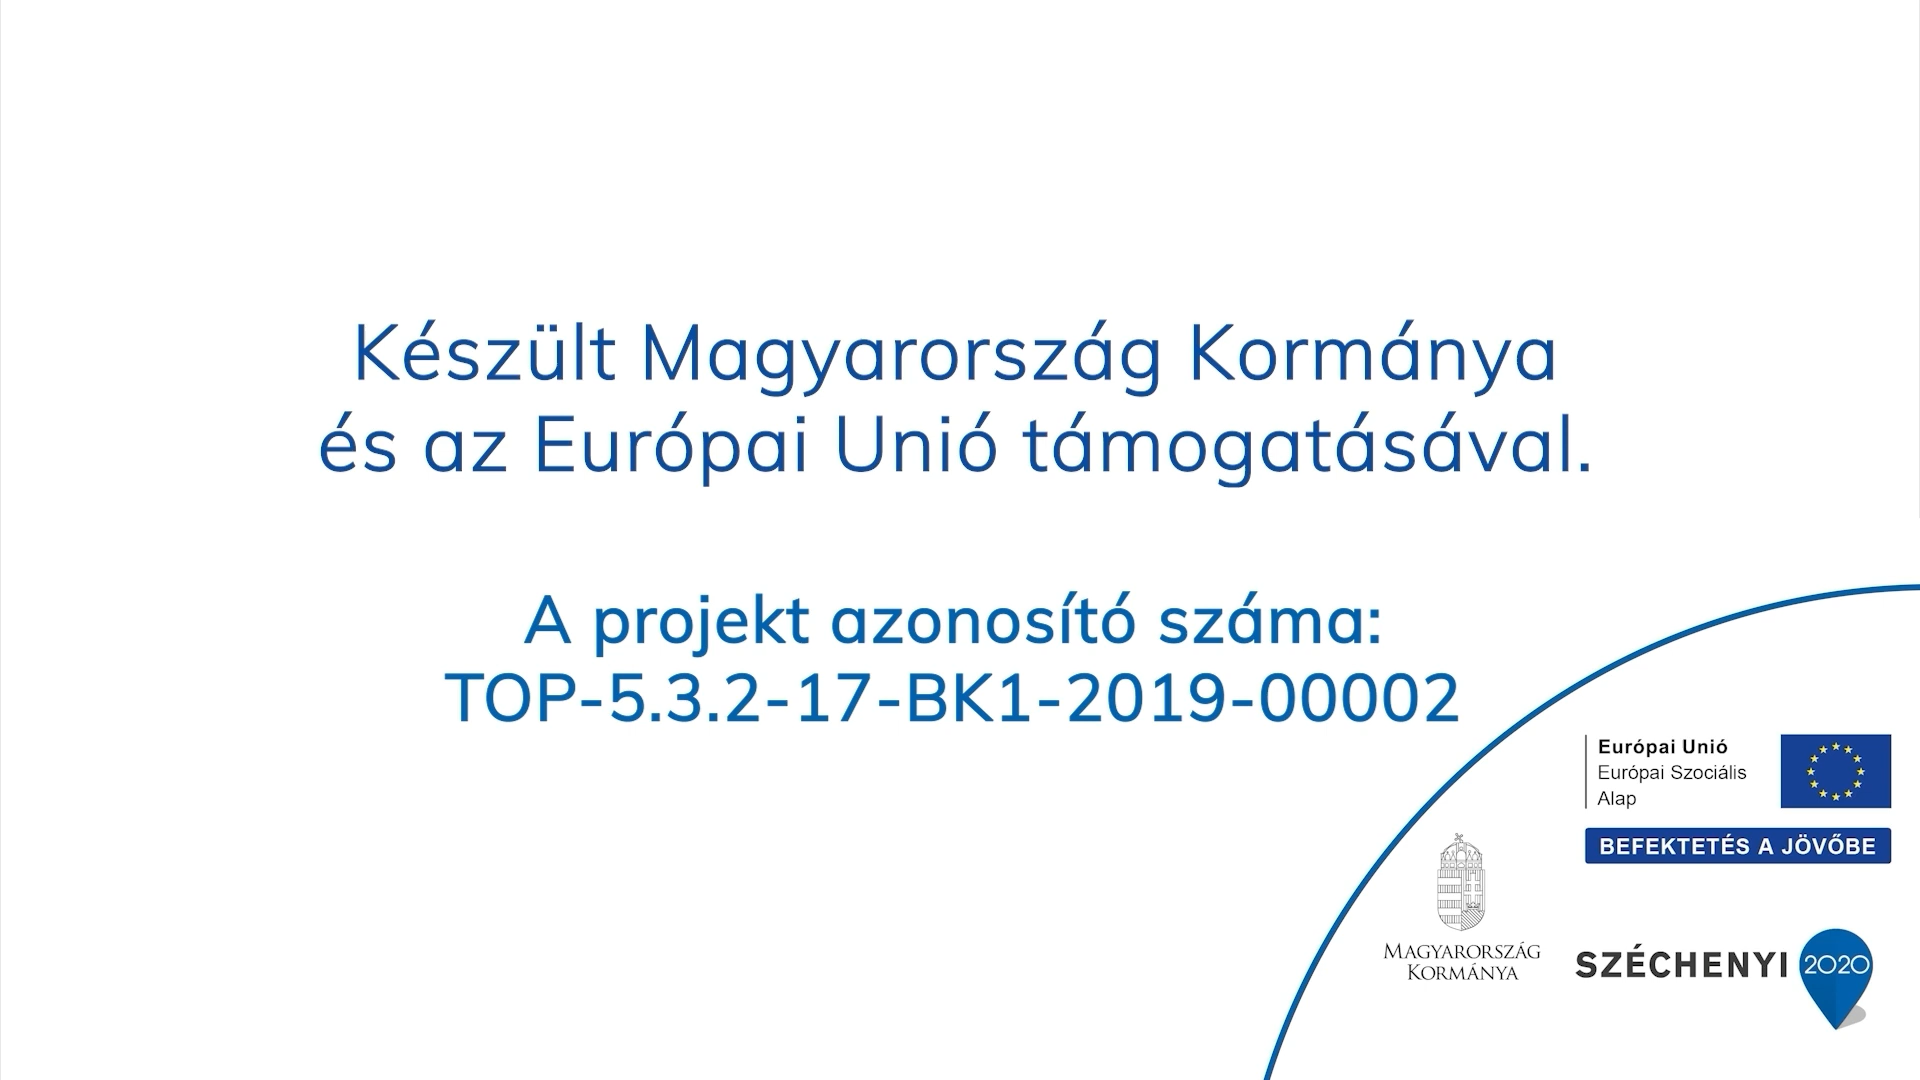 Készült Magyarország Kormánya
és az Európai Unió támogatásával.
A projekt azonosító száma:
TOP-5.3.2-17-BK1-2019-00002
Európai Unió
Európai Szociális
Alap
BEFEKTETÉS A JÖVŐBE
MAGYARORSZÁG
KORMÁNYA
SZÉCHENYI 2020